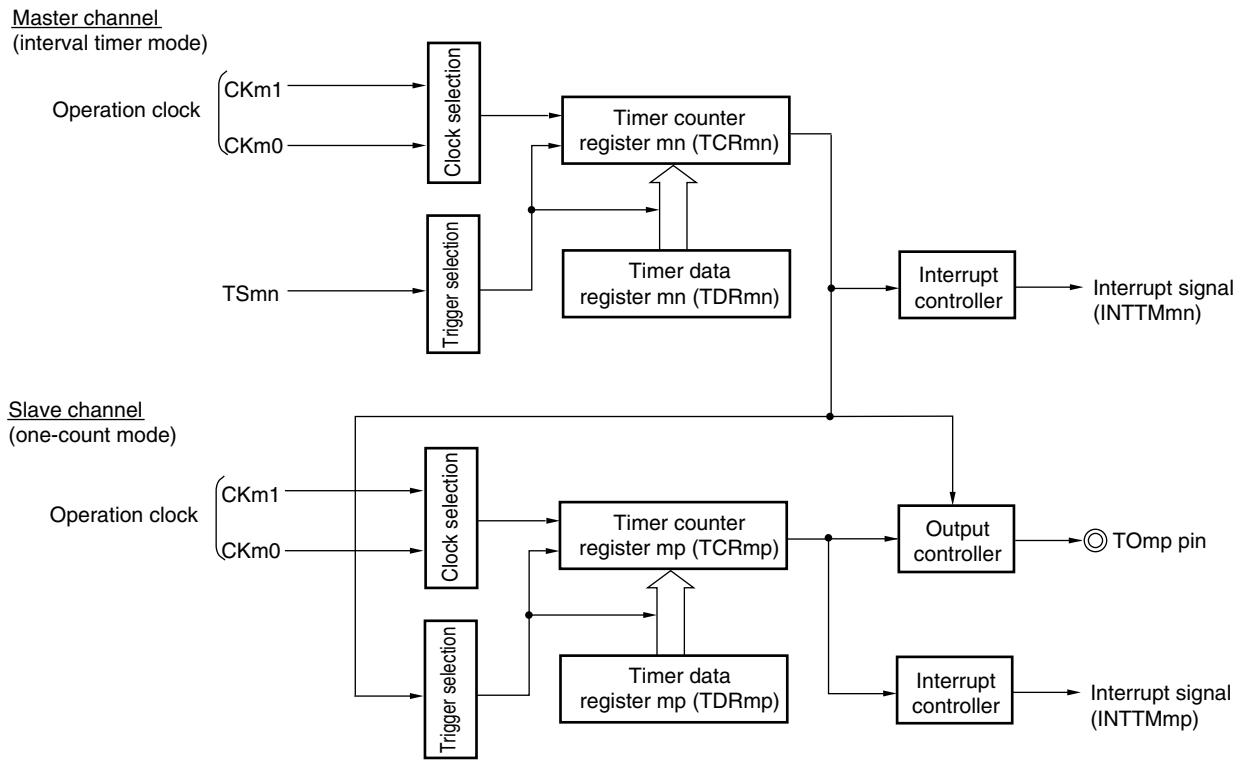 Master channel
(interval timer mode)
Operation clock
CKm1
CKm0
Clock selection
Timer counter
register mn (TCRmn)
TSmn
Trigger selection
Timer data
register mn (TDRmn)
Interrupt
controller
Interrupt signal
(INTTMmn)
Slave channel
(one-count mode)
Operation clock
CKm1
CKm0
Clock selection
Timer counter
register mp (TCRmp)
Output
controller
TOmp pin
Trigger selection
Timer data
register mp (TDRmp)
Interrupt
controller
Interrupt signal
(INTTMmp)